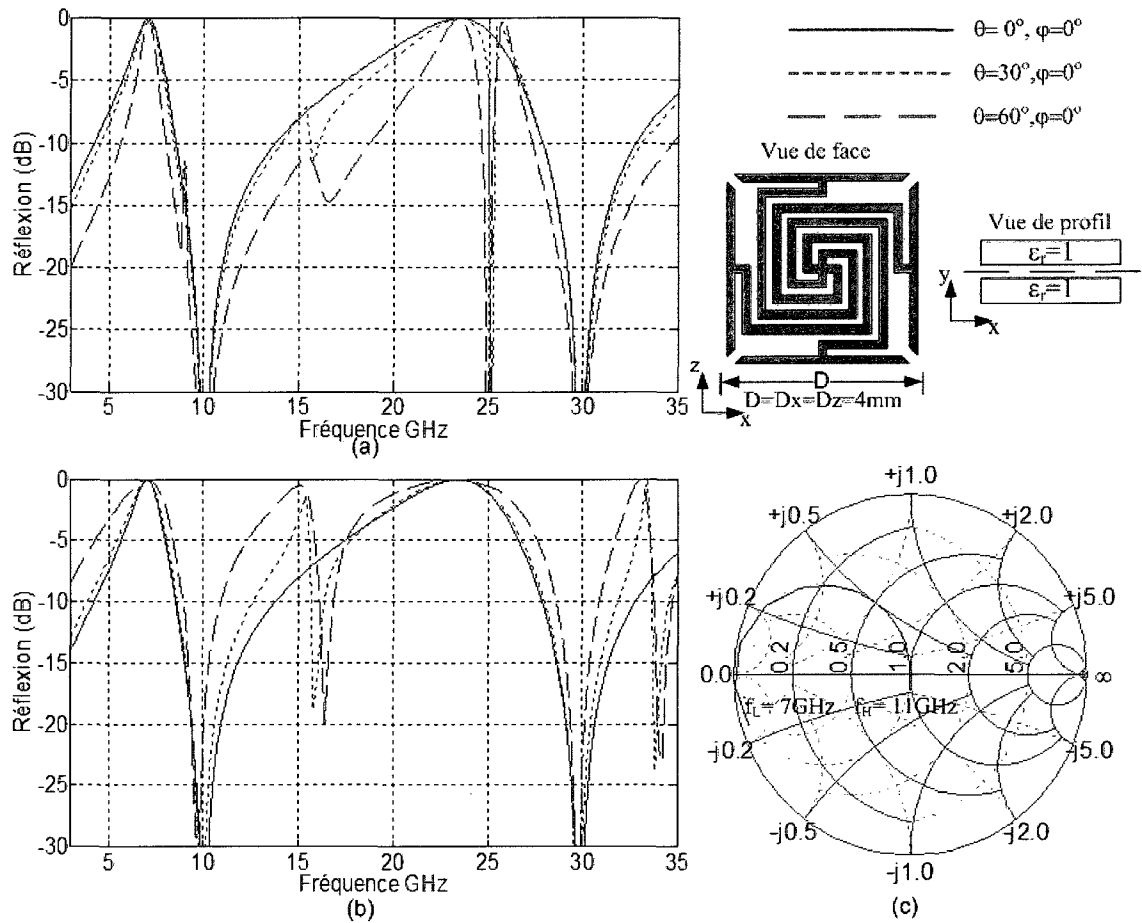 0
-5
-10
-15
-20
-25
-30
Réflexion (dB)
5 10 15 20 25 30 35
Fréquence GHz
(a)
θ= 0°, φ=0°
θ=30°,φ=0°
θ=60°,φ=0°
Vue de face
D
D=Dx=Dz=4mm
z
x
Vue de profil
εr=1
εr=1
y
x
0
-5
-10
-15
-20
-25
-30
Réflexion (dB)
5 10 15 20 25 30 35
Fréquence GHz
(b)
+j1.0
+j0.5 +j2.0
+j0.2 +j5.0
0.0 0.2 0.5 1.0 2.0 5.0 ∞
fL= 7GHz fH= 11GHz
-j0.2 -j5.0
-j0.5 -j2.0
-j1.0
(c)